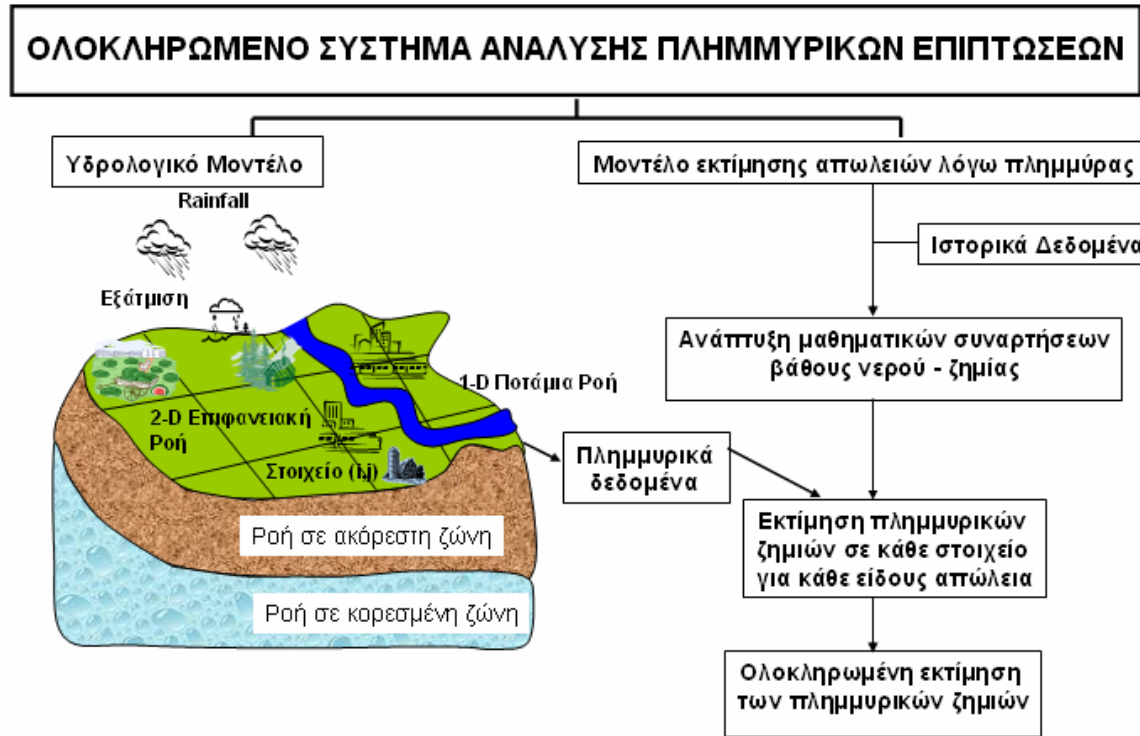 ΟΛΟΚΛΗΡΩΜΕΝΟ ΣΥΣΤΗΜΑ ΑΝΑΛΥΣΗΣ ΠΛΗΜΜΥΡΙΚΩΝ ΕΠΙΠΤΩΣΕΩΝ
Υδρολογικό Μοντέλο
Rainfall
Εξάτμιση
1-D Ποτάμια Ροή
2-D Επιφανειακή
Ροή
Στοιχείο (i,j)
Ροή σε ακόρεστη ζώνη
Ροή σε κορεσμένη ζώνη
Πλημμυρικά
δεδομένα
Μοντέλο εκτίμησης απωλειών λόγω πλημμύρας
Ιστορικά Δεδομένα
Ανάπτυξη μαθηματικών συναρτήσεων
βάθους νερού - ζημίας
Εκτίμηση πλημμυρικών
ζημιών σε κάθε στοιχείο
για κάθε είδους απώλεια
Ολοκληρωμένη εκτίμηση
των πλημμυρικών ζημιών